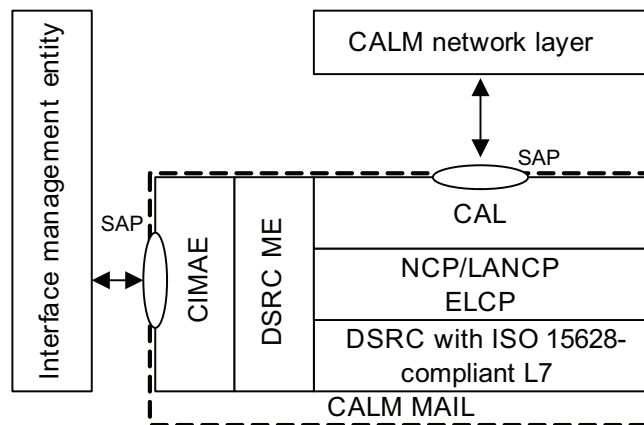 Interface management entity
CALM network layer
SAP
SAP
CIMAE
DSRC ME
CAL
NCP/LANCP
ELCP
DSRC with ISO 15628-
compliant L7
CALM MAIL